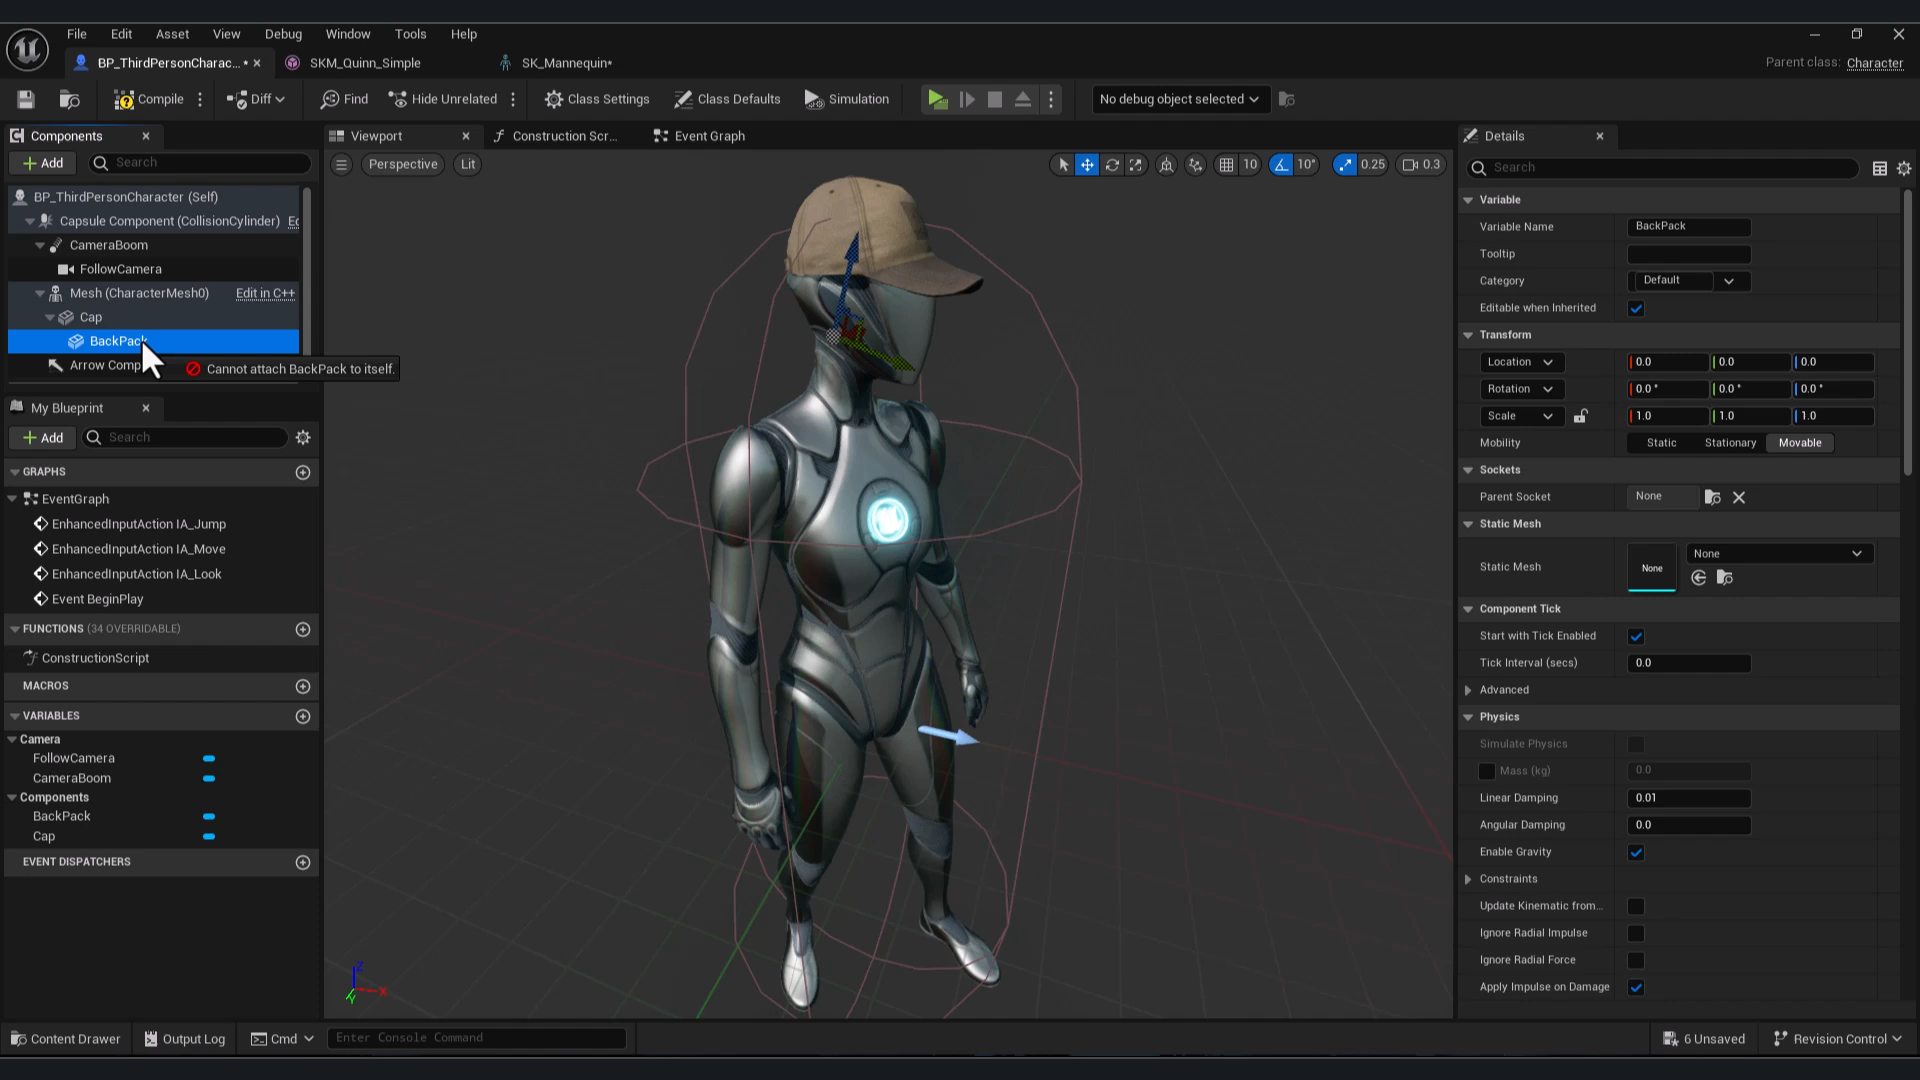 File Edit Asset View Debug Window Tools Help
BP_ThirdPersonCharac... • SKM_Quinn_Simple SK_Mannequin* Parent class: Character
Compile Diff Find Hide Unrelated Class Settings Class Defaults Simulation No debug object selected
Components
Add Search
BP_ThirdPersonCharacter (Self)
Capsule Component (CollisionCylinder)
CameraBoom
FollowCamera
Mesh (CharacterMesh0) Edit in C++
Cap
BackPack
Arrow Comp
Cannot attach BackPack to itself.
My Blueprint
Add Search
GRAPHS
EventGraph
EnhancedInputAction IA_Jump
EnhancedInputAction IA_Move
EnhancedInputAction IA_Look
Event BeginPlay
FUNCTIONS (34 OVERRIDABLE)
ConstructionScript
MACROS
VARIABLES
Camera
FollowCamera
CameraBoom
Components
BackPack
Cap
EVENT DISPATCHERS
Viewport Construction Scr... Event Graph
Perspective Lit 10 10° 0.25 0.3
Z
X
Y
Details
Search
Variable
Variable Name BackPack
Tooltip
Category Default
Editable when Inherited
Transform
Location 0.0 0.0 0.0
Rotation 0.0 ° 0.0 ° 0.0 °
Scale 1.0 1.0 1.0
Mobility Static Stationary Movable
Sockets
Parent Socket None
Static Mesh
Static Mesh None None
Component Tick
Start with Tick Enabled
Tick Interval (secs) 0.0
Advanced
Physics
Simulate Physics
Mass (kg) 0.0
Linear Damping 0.01
Angular Damping 0.0
Enable Gravity
Constraints
Update Kinematic from...
Ignore Radial Impulse
Ignore Radial Force
Apply Impulse on Damage
Content Drawer Output Log Cmd Enter Console Command 6 Unsaved Revision Control